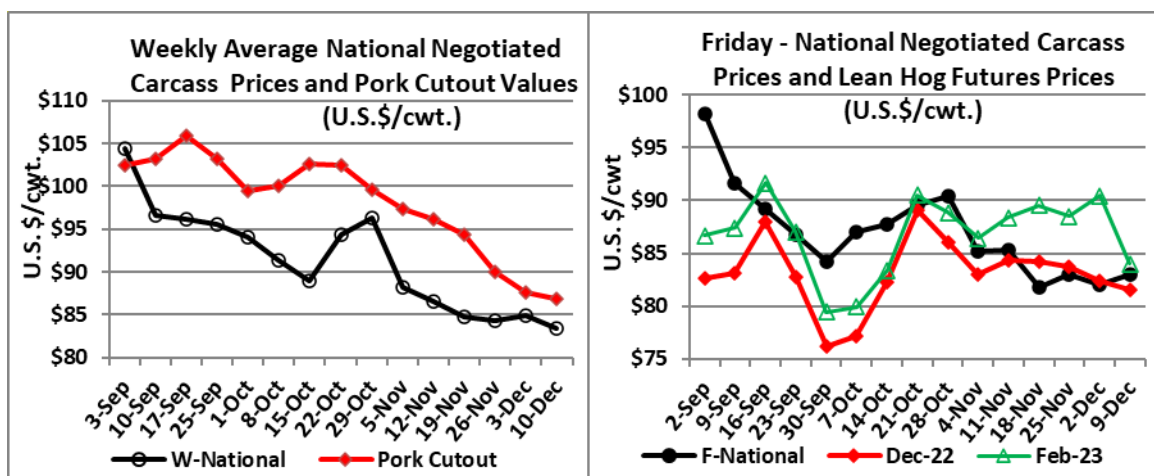 Weekly Average National Negotiated
Carcass Prices and Pork Cutout Values
(U.S.$/cwt.)
U.S. $/cwt.
$110
$105
$100
$95
$90
$85
$80
3-Sep
10-Sep
17-Sep
25-Sep
1-Oct
8-Oct
15-Oct
22-Oct
29-Oct
5-Nov
12-Nov
19-Nov
26-Nov
3-Dec
10-Dec
W-National Pork Cutout
Friday - National Negotiated Carcass
Prices and Lean Hog Futures Prices
(U.S.$/cwt.)
U.S. $/cwt
$100
$95
$90
$85
$80
$75
2-Sep
9-Sep
16-Sep
23-Sep
30-Sep
7-Oct
14-Oct
21-Oct
28-Oct
4-Nov
11-Nov
18-Nov
25-Nov
2-Dec
9-Dec
F-National Dec-22 Feb-23